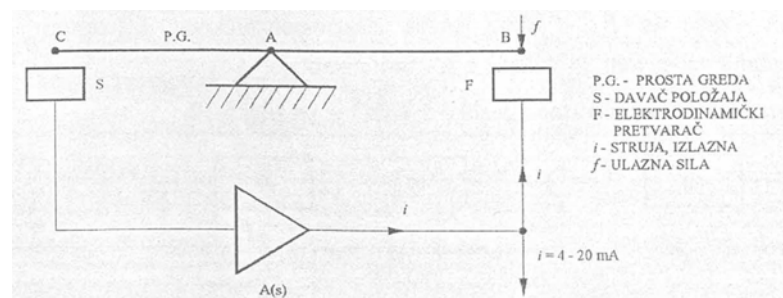 C
P.G.
A
B
f
S
F
P.G. - PROSTA GREDA
S - DAVAČ POLOŽAJA
F - ELEKTRODINAMIČKI
PRETVARAČ
i - STRUJA, IZLAZNA
f - ULAZNA SILA
i
i
i = 4 - 20 mA
A(s)